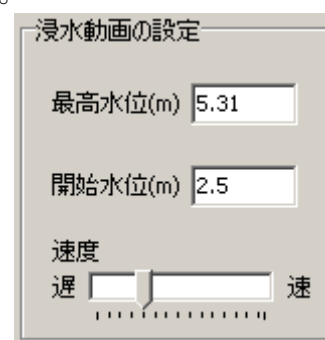 浸水動画の設定
最高水位(m) 5.31
開始水位(m) 2.5
速度
遅 速